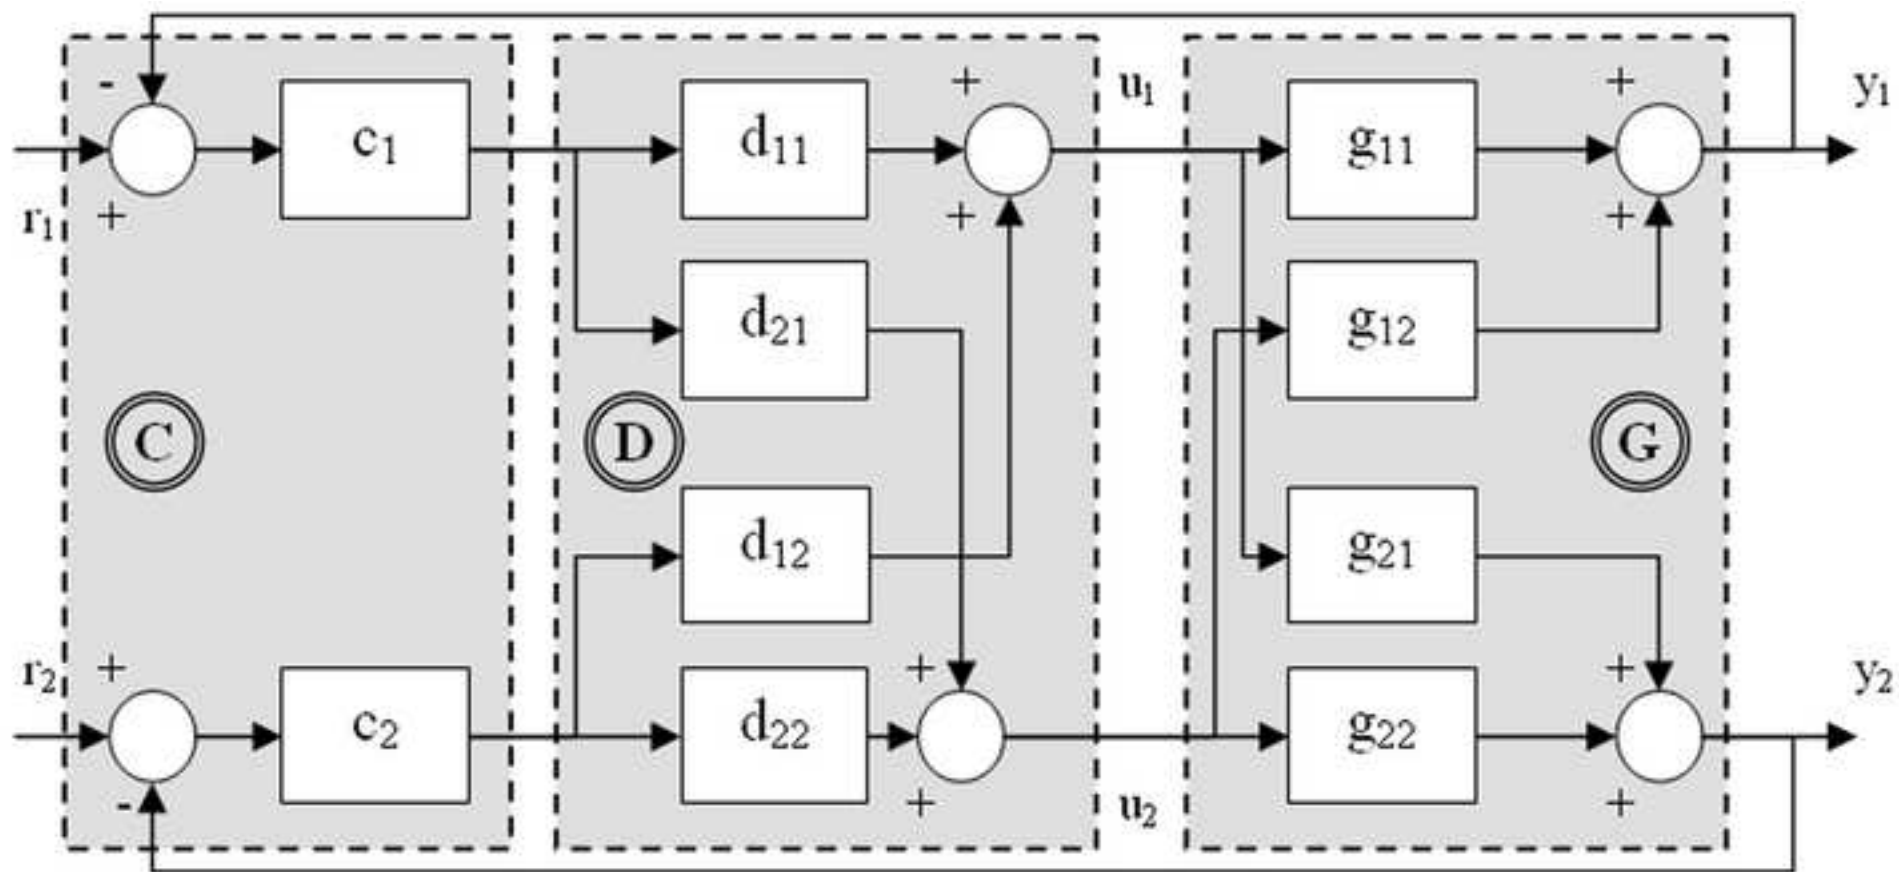 - + u₁ + y₁
c₁ d₁₁ g₁₁
r₁ + + +
d₂₁ g₁₂
C D G
d₁₂ g₂₁
r₂ + + + y₂
c₂ d₂₂ g₂₂
- + u₂ +